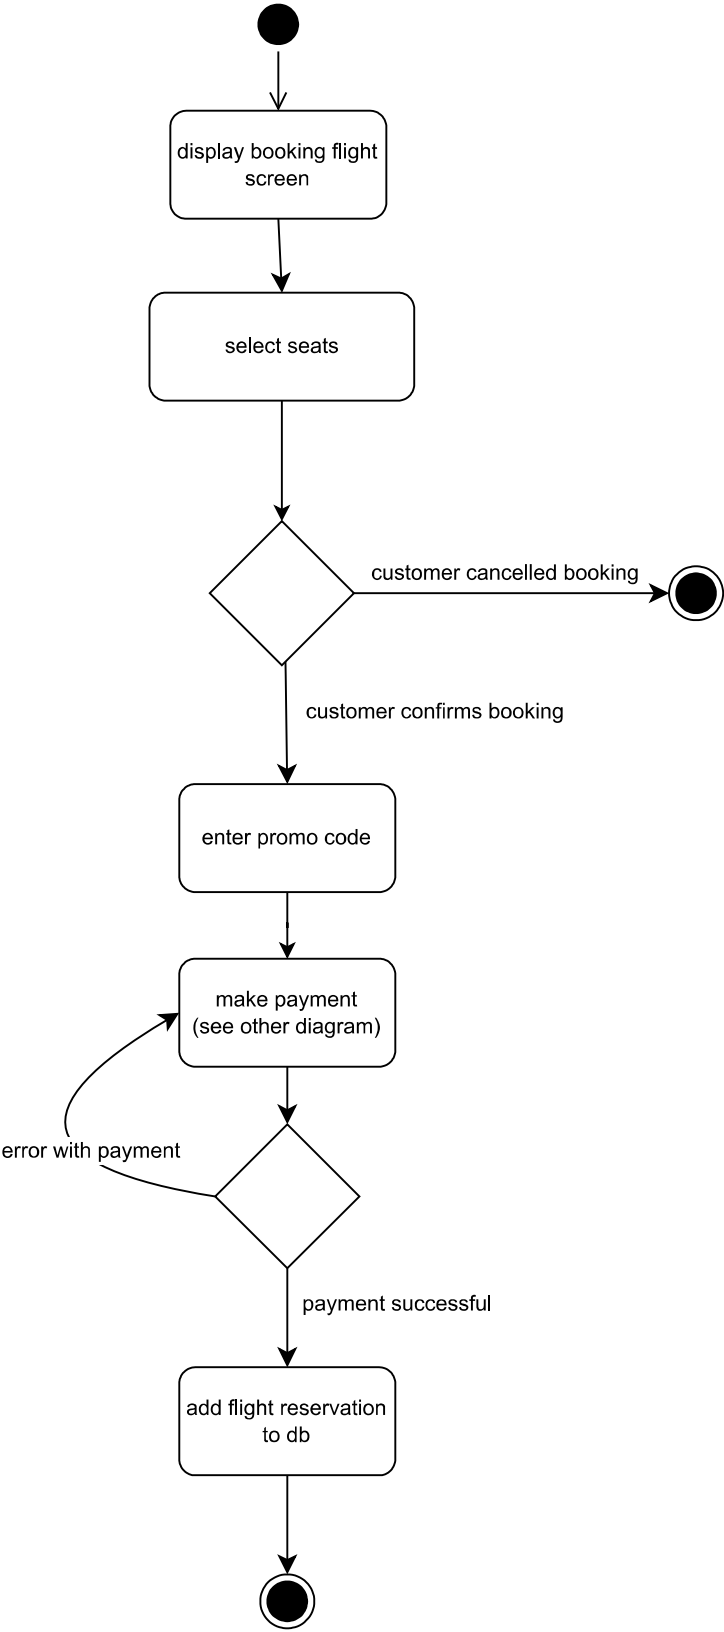 display booking flight
screen
select seats
customer cancelled booking
customer confirms booking
enter promo code
make payment
(see other diagram)
error with payment
payment successful
add flight reservation
to db